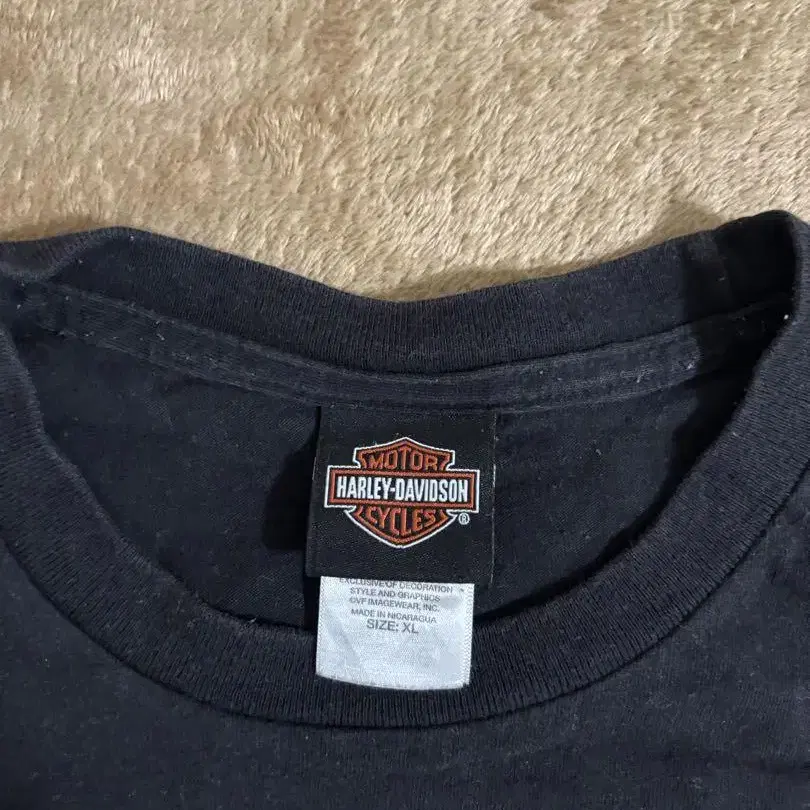 MOTOR
HARLEY-DAVIDSON
CYCLES
®
EXCLUSIVE OF DECORATION
STYLE AND GRAPHICS
©VF IMAGEWEAR, INC.
MADE IN NICARAGUA
SIZE: XL